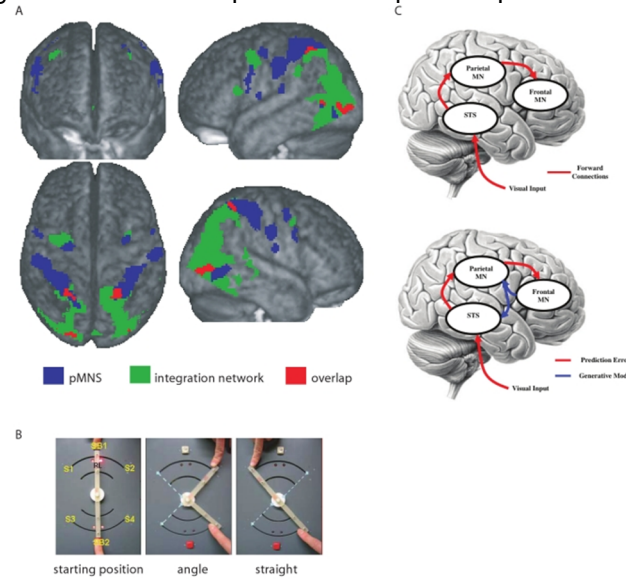 A
C
Parietal
MN
Frontal
MN
STS
Forward
Connections
Visual Input
Parietal
MN
Frontal
MN
STS
Visual Input
pMNS
integration network
overlap
B
S1
S2
S3
S4
starting position
angle
straight